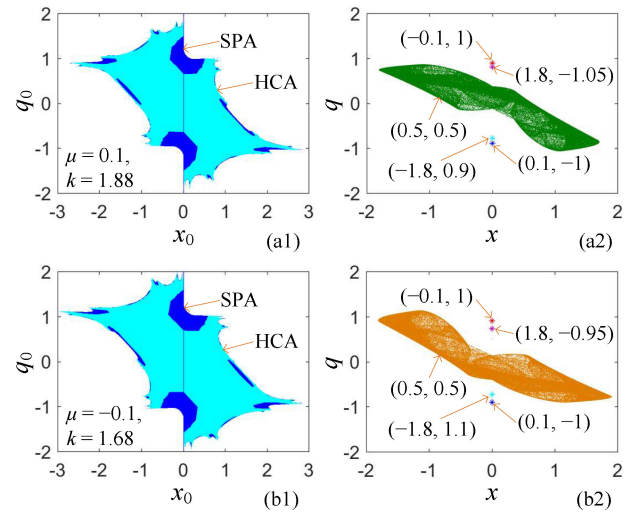 2
1
0
-1
-2
q₀
SPA
HCA
μ = 0.1,
k = 1.88
-3 -2 -1 0 1 2 3
x₀
(a1)
2
1
0
-1
-2
q
(−0.1, 1)
(1.8, −1.05)
(0.5, 0.5)
(−1.8, 0.9)
(0.1, −1)
-2 -1 0 1 2
x
(a2)
2
1
0
-1
-2
q₀
SPA
HCA
μ = −0.1,
k = 1.68
-3 -2 -1 0 1 2 3
x₀
(b1)
2
1
0
-1
-2
q
(−0.1, 1)
(1.8, −0.95)
(0.5, 0.5)
(−1.8, 1.1)
(0.1, −1)
-2 -1 0 1 2
x
(b2)